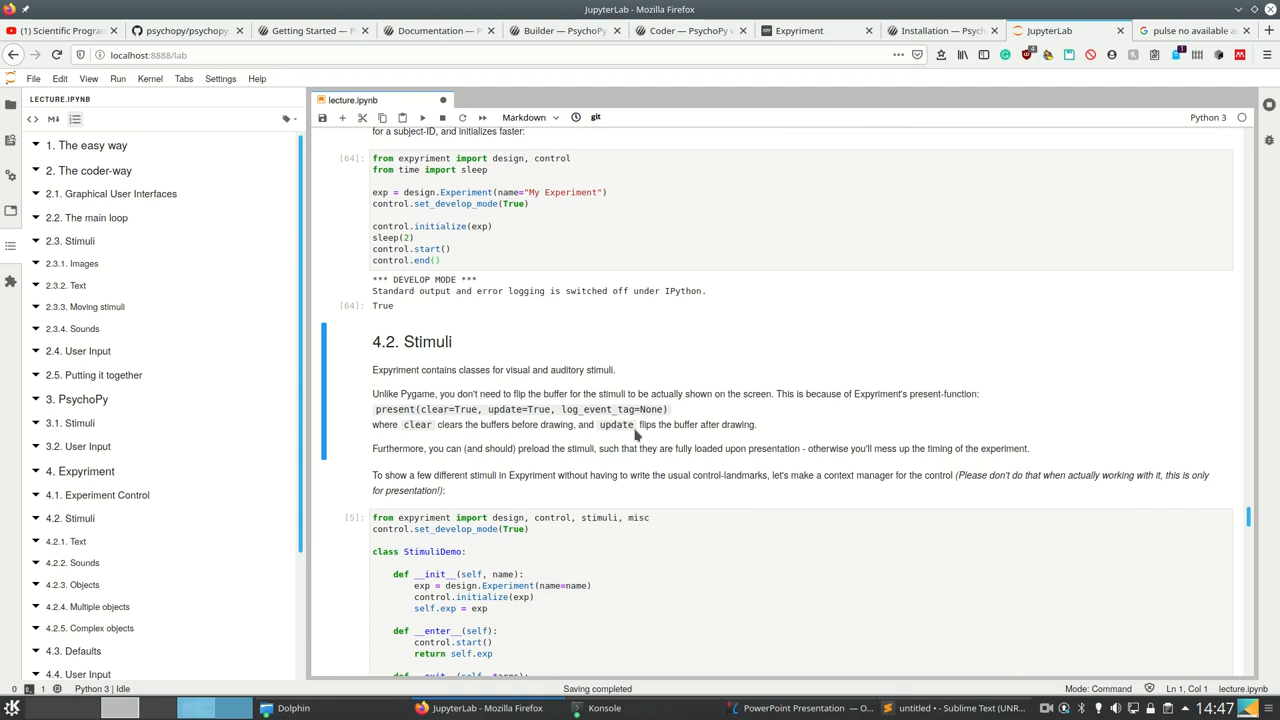 JupyterLab - Mozilla Firefox
(1) Scientific Progra
psychopy/psychopy
Getting Started — Ps
Documentation — P
Builder — PsychoPy
Coder — PsychoPy v
Expyriment
Installation — Psych
JupyterLab
pulse no available a
localhost:8888/lab
File Edit View Run Kernel Tabs Settings Help
LECTURE.IPYNB
lecture.ipynb
Markdown
git
Python 3
1. The easy way
2. The coder-way
2.1. Graphical User Interfaces
2.2. The main loop
2.3. Stimuli
2.3.1. Images
2.3.2. Text
2.3.3. Moving stimuli
2.3.4. Sounds
2.4. User Input
2.5. Putting it together
3. PsychoPy
3.1. Stimuli
3.2. User Input
4. Expyriment
4.1. Experiment Control
4.2. Stimuli
4.2.1. Text
4.2.2. Sounds
4.2.3. Objects
4.2.4. Multiple objects
4.2.5. Complex objects
4.3. Defaults
4.4. User Input
for a subject-ID, and initializes faster:
[64]: from expyriment import design, control
from time import sleep
exp = design.Experiment(name="My Experiment")
control.set_develop_mode(True)
control.initialize(exp)
sleep(2)
control.start()
control.end()
*** DEVELOP MODE ***
Standard output and error logging is switched off under IPython.
[64]: True
4.2. Stimuli
Expyriment contains classes for visual and auditory stimuli.
Unlike Pygame, you don't need to flip the buffer for the stimuli to be actually shown on the screen. This is because of Expyriment's present-function:
present(clear=True, update=True, log_event_tag=None)
where clear clears the buffers before drawing, and update flips the buffer after drawing.
Furthermore, you can (and should) preload the stimuli, such that they are fully loaded upon presentation - otherwise you'll mess up the timing of the experiment.
To show a few different stimuli in Expyriment without having to write the usual control-landmarks, let's make a context manager for the control (Please don't do that when actually working with it, this is only
for presentation!):
[5]: from expyriment import design, control, stimuli, misc
control.set_develop_mode(True)
class StimuliDemo:
def __init__(self, name):
exp = design.Experiment(name=name)
control.initialize(exp)
self.exp = exp
def __enter__(self):
control.start()
return self.exp
def __exit__(self, *args):
0 1 Python 3 | Idle
Saving completed
Mode: Command
Ln 1, Col 1
lecture.ipynb
Dolphin
JupyterLab - Mozilla Firefox
Konsole
PowerPoint Presentation — O...
untitled • - Sublime Text (UNR...
14:47